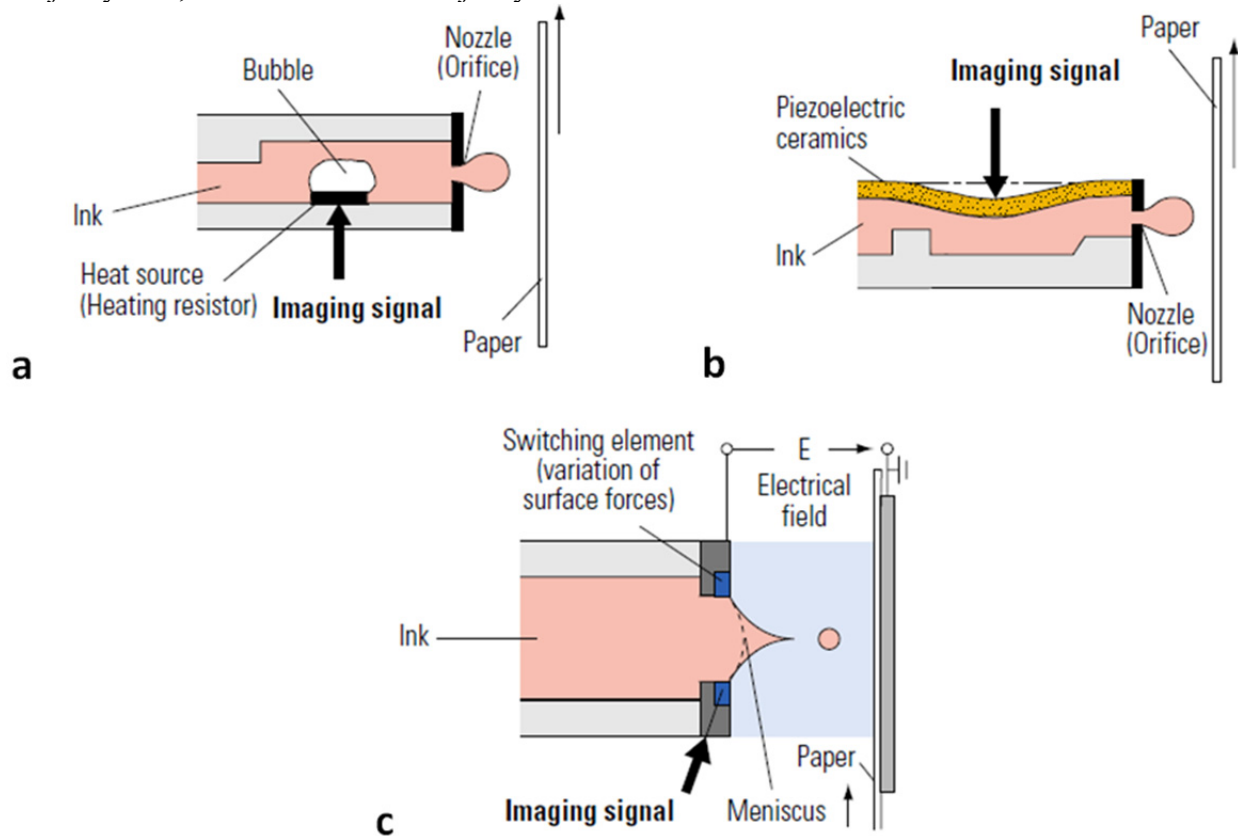 Nozzle
(Orifice)
Bubble
Ink
Heat source
(Heating resistor)
Imaging signal
Paper
a
Paper
Imaging signal
Piezoelectric
ceramics
Ink
Nozzle
(Orifice)
b
Switching element
(variation of
surface forces)
E
Electrical
field
Ink
Paper
Imaging signal
Meniscus
c